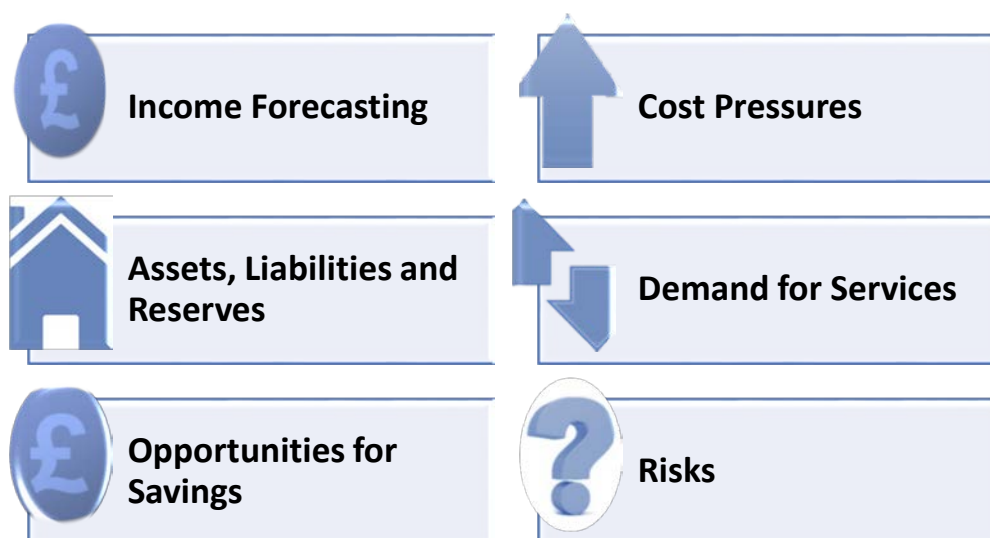 £
Income Forecasting
Cost Pressures
Assets, Liabilities and
Reserves
Demand for Services
£
Opportunities for
Savings
?
Risks